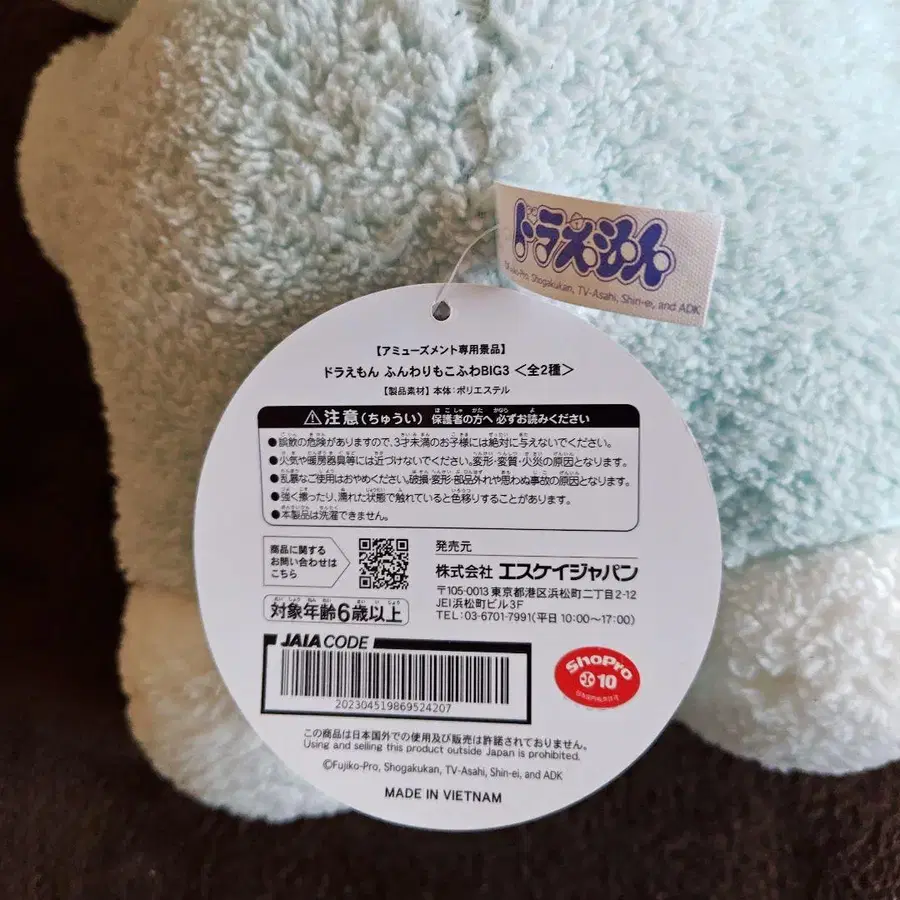 ドラえもん
Fujiko-Pro, Shogakukan, TV-Asahi, Shin-ei, and ADK
【アミューズメント専用景品】
ドラえもん ふんわりもこふわBIG3 <全2種>
【製品素材】本体:ポリエステル
⚠注意(ちゅうい) 保護者の方へ 必ずお読みください
●誤飲の危険がありますので、3才未満のお子様には絶対に与えないでください。
●火気や暖房器具等には近づけないでください。変形・変質・火災の原因となります。
●乱暴なご使用はおやめください。破損・変形・部品外れや思わぬ事故の原因となります。
●強く擦ったり、濡れた状態で触れていると色移りすることがあります。
●本製品は洗濯できません。
商品に関する
お問い合わせは
こちら
発売元
株式会社 エスケイジャパン
〒105-0013 東京都港区浜松町二丁目2-12
JEI浜松町ビル3F
TEL:03-6701-7991(平日 10:00〜17:00)
対象年齢6歳以上
JAIA CODE
202304519869524207
ShoPro
10
この商品は日本国外での使用及び販売は許諾されておりません。
Using and selling this product outside Japan is prohibited.
©Fujiko-Pro, Shogakukan, TV-Asahi, Shin-ei, and ADK
MADE IN VIETNAM